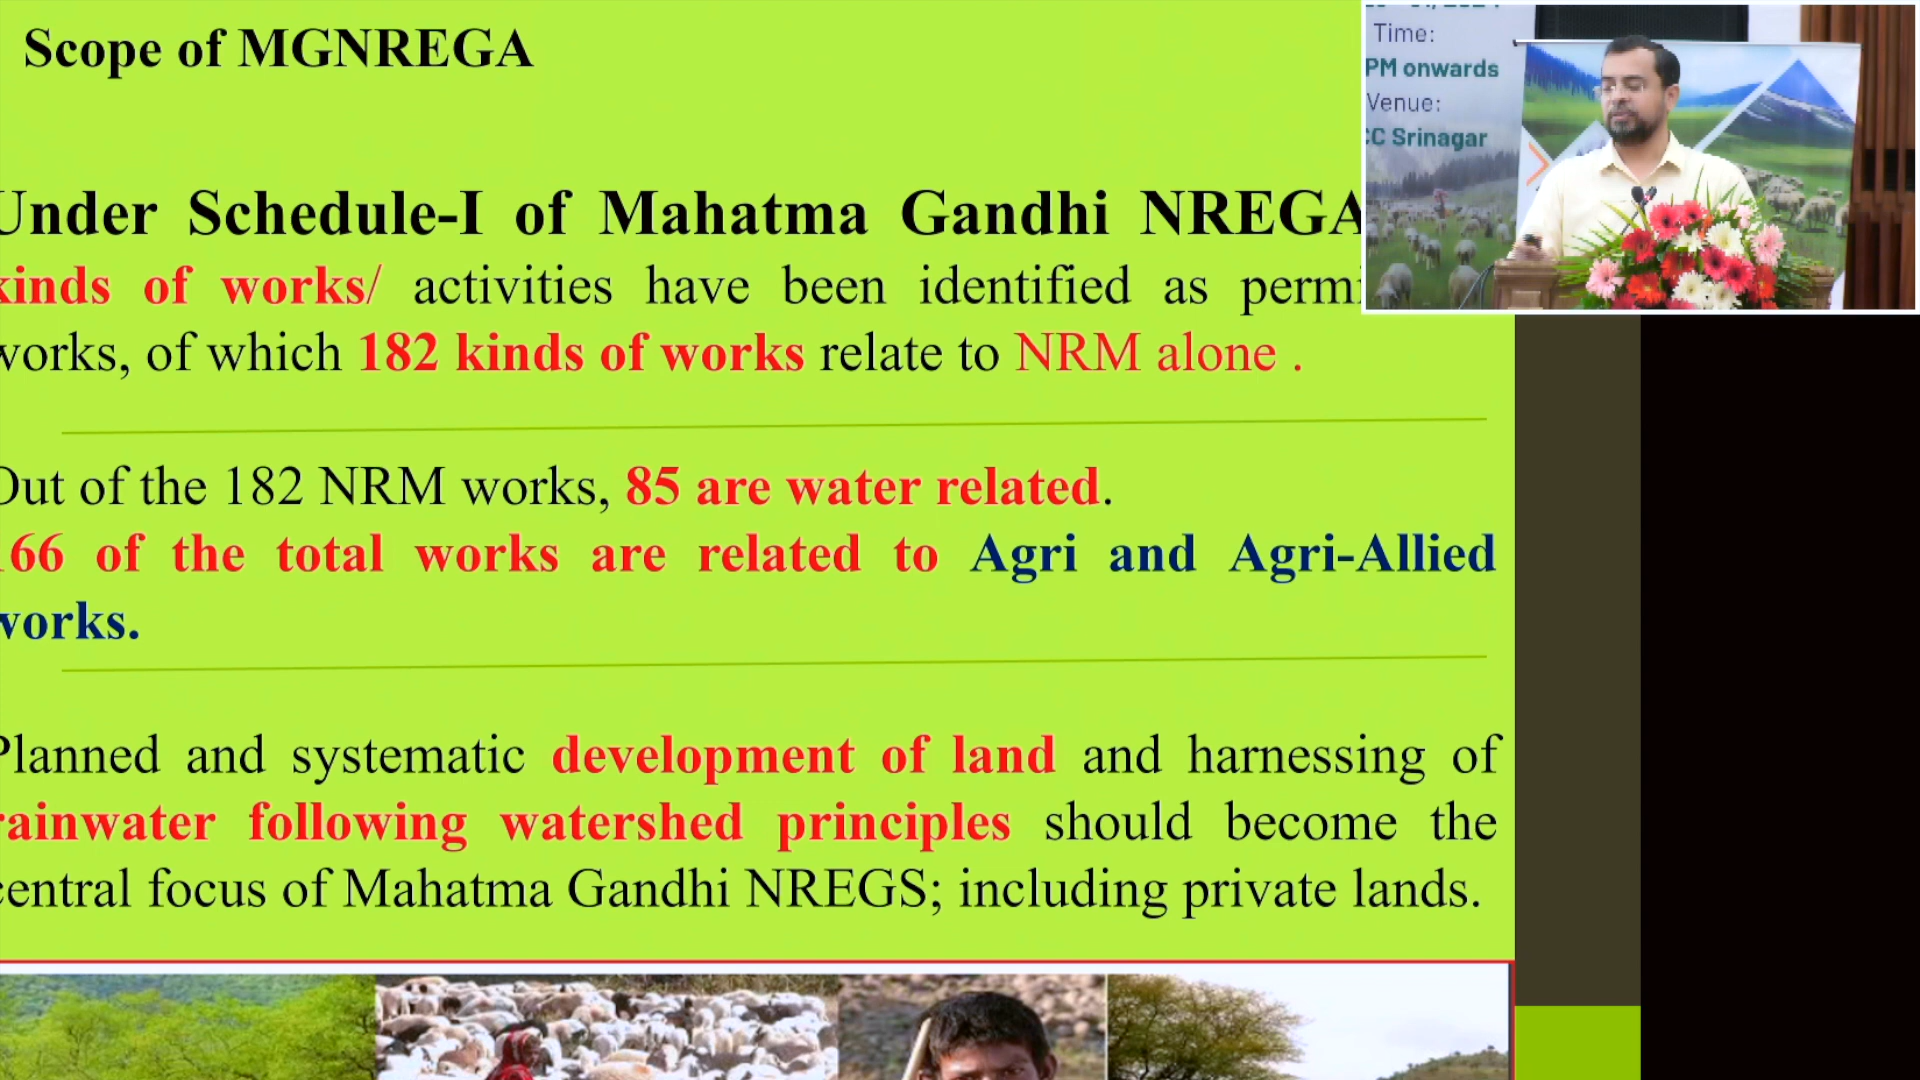 Scope of MGNREGA
Under Schedule-I of Mahatma Gandhi NREGA
kinds of works/ activities have been identified as permi
works, of which 182 kinds of works relate to NRM alone .
Out of the 182 NRM works, 85 are water related.
166 of the total works are related to Agri and Agri-Allied
works.
Planned and systematic development of land and harnessing of
rainwater following watershed principles should become the
central focus of Mahatma Gandhi NREGS; including private lands.
Time:
PM onwards
Venue:
CC Srinagar